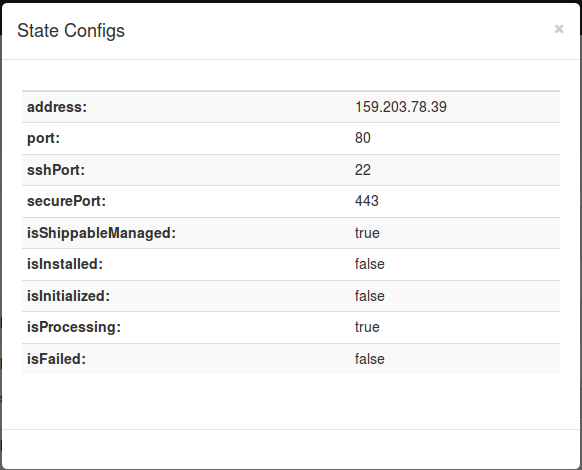 State Configs ×
address: 159.203.78.39
port: 80
sshPort: 22
securePort: 443
isShippableManaged: true
isInstalled: false
isInitialized: false
isProcessing: true
isFailed: false